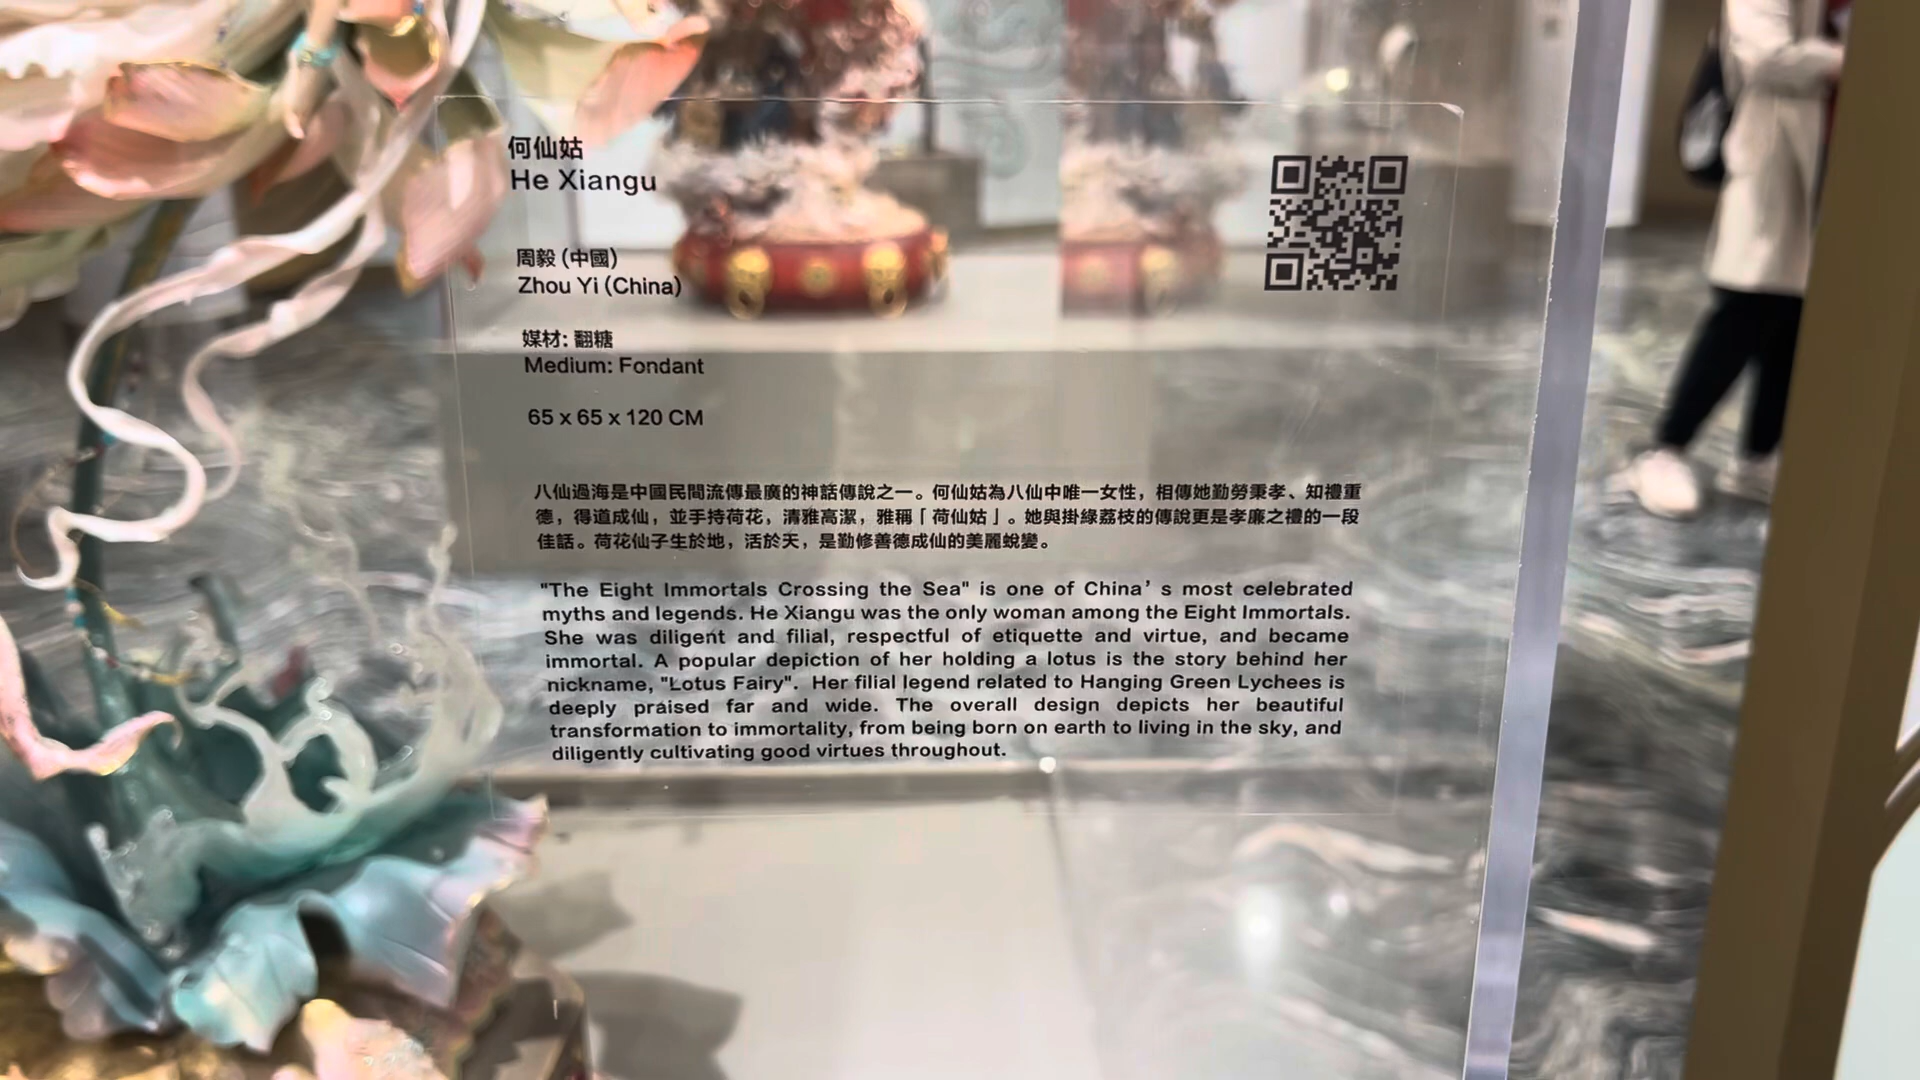 何仙姑
He Xiangu
周毅 (中國)
Zhou Yi (China)
媒材: 翻糖
Medium: Fondant
65 x 65 x 120 CM
八仙過海是中國民間流傳最廣的神話傳說之一。何仙姑為八仙中唯一女性，相傳她勤勞秉孝、知禮重
德，得道成仙，並手持荷花，清雅高潔，雅稱「荷仙姑」。她與掛綠荔枝的傳說更是孝廉之禮的一段
佳話。荷花仙子生於地，活於天，是勤修善德成仙的美麗蛻變。
"The Eight Immortals Crossing the Sea" is one of China’ s most celebrated
myths and legends. He Xiangu was the only woman among the Eight Immortals.
She was diligent and filial, respectful of etiquette and virtue, and became
immortal. A popular depiction of her holding a lotus is the story behind her
nickname, "Lotus Fairy". Her filial legend related to Hanging Green Lychees is
deeply praised far and wide. The overall design depicts her beautiful
transformation to immortality, from being born on earth to living in the sky, and
diligently cultivating good virtues throughout.